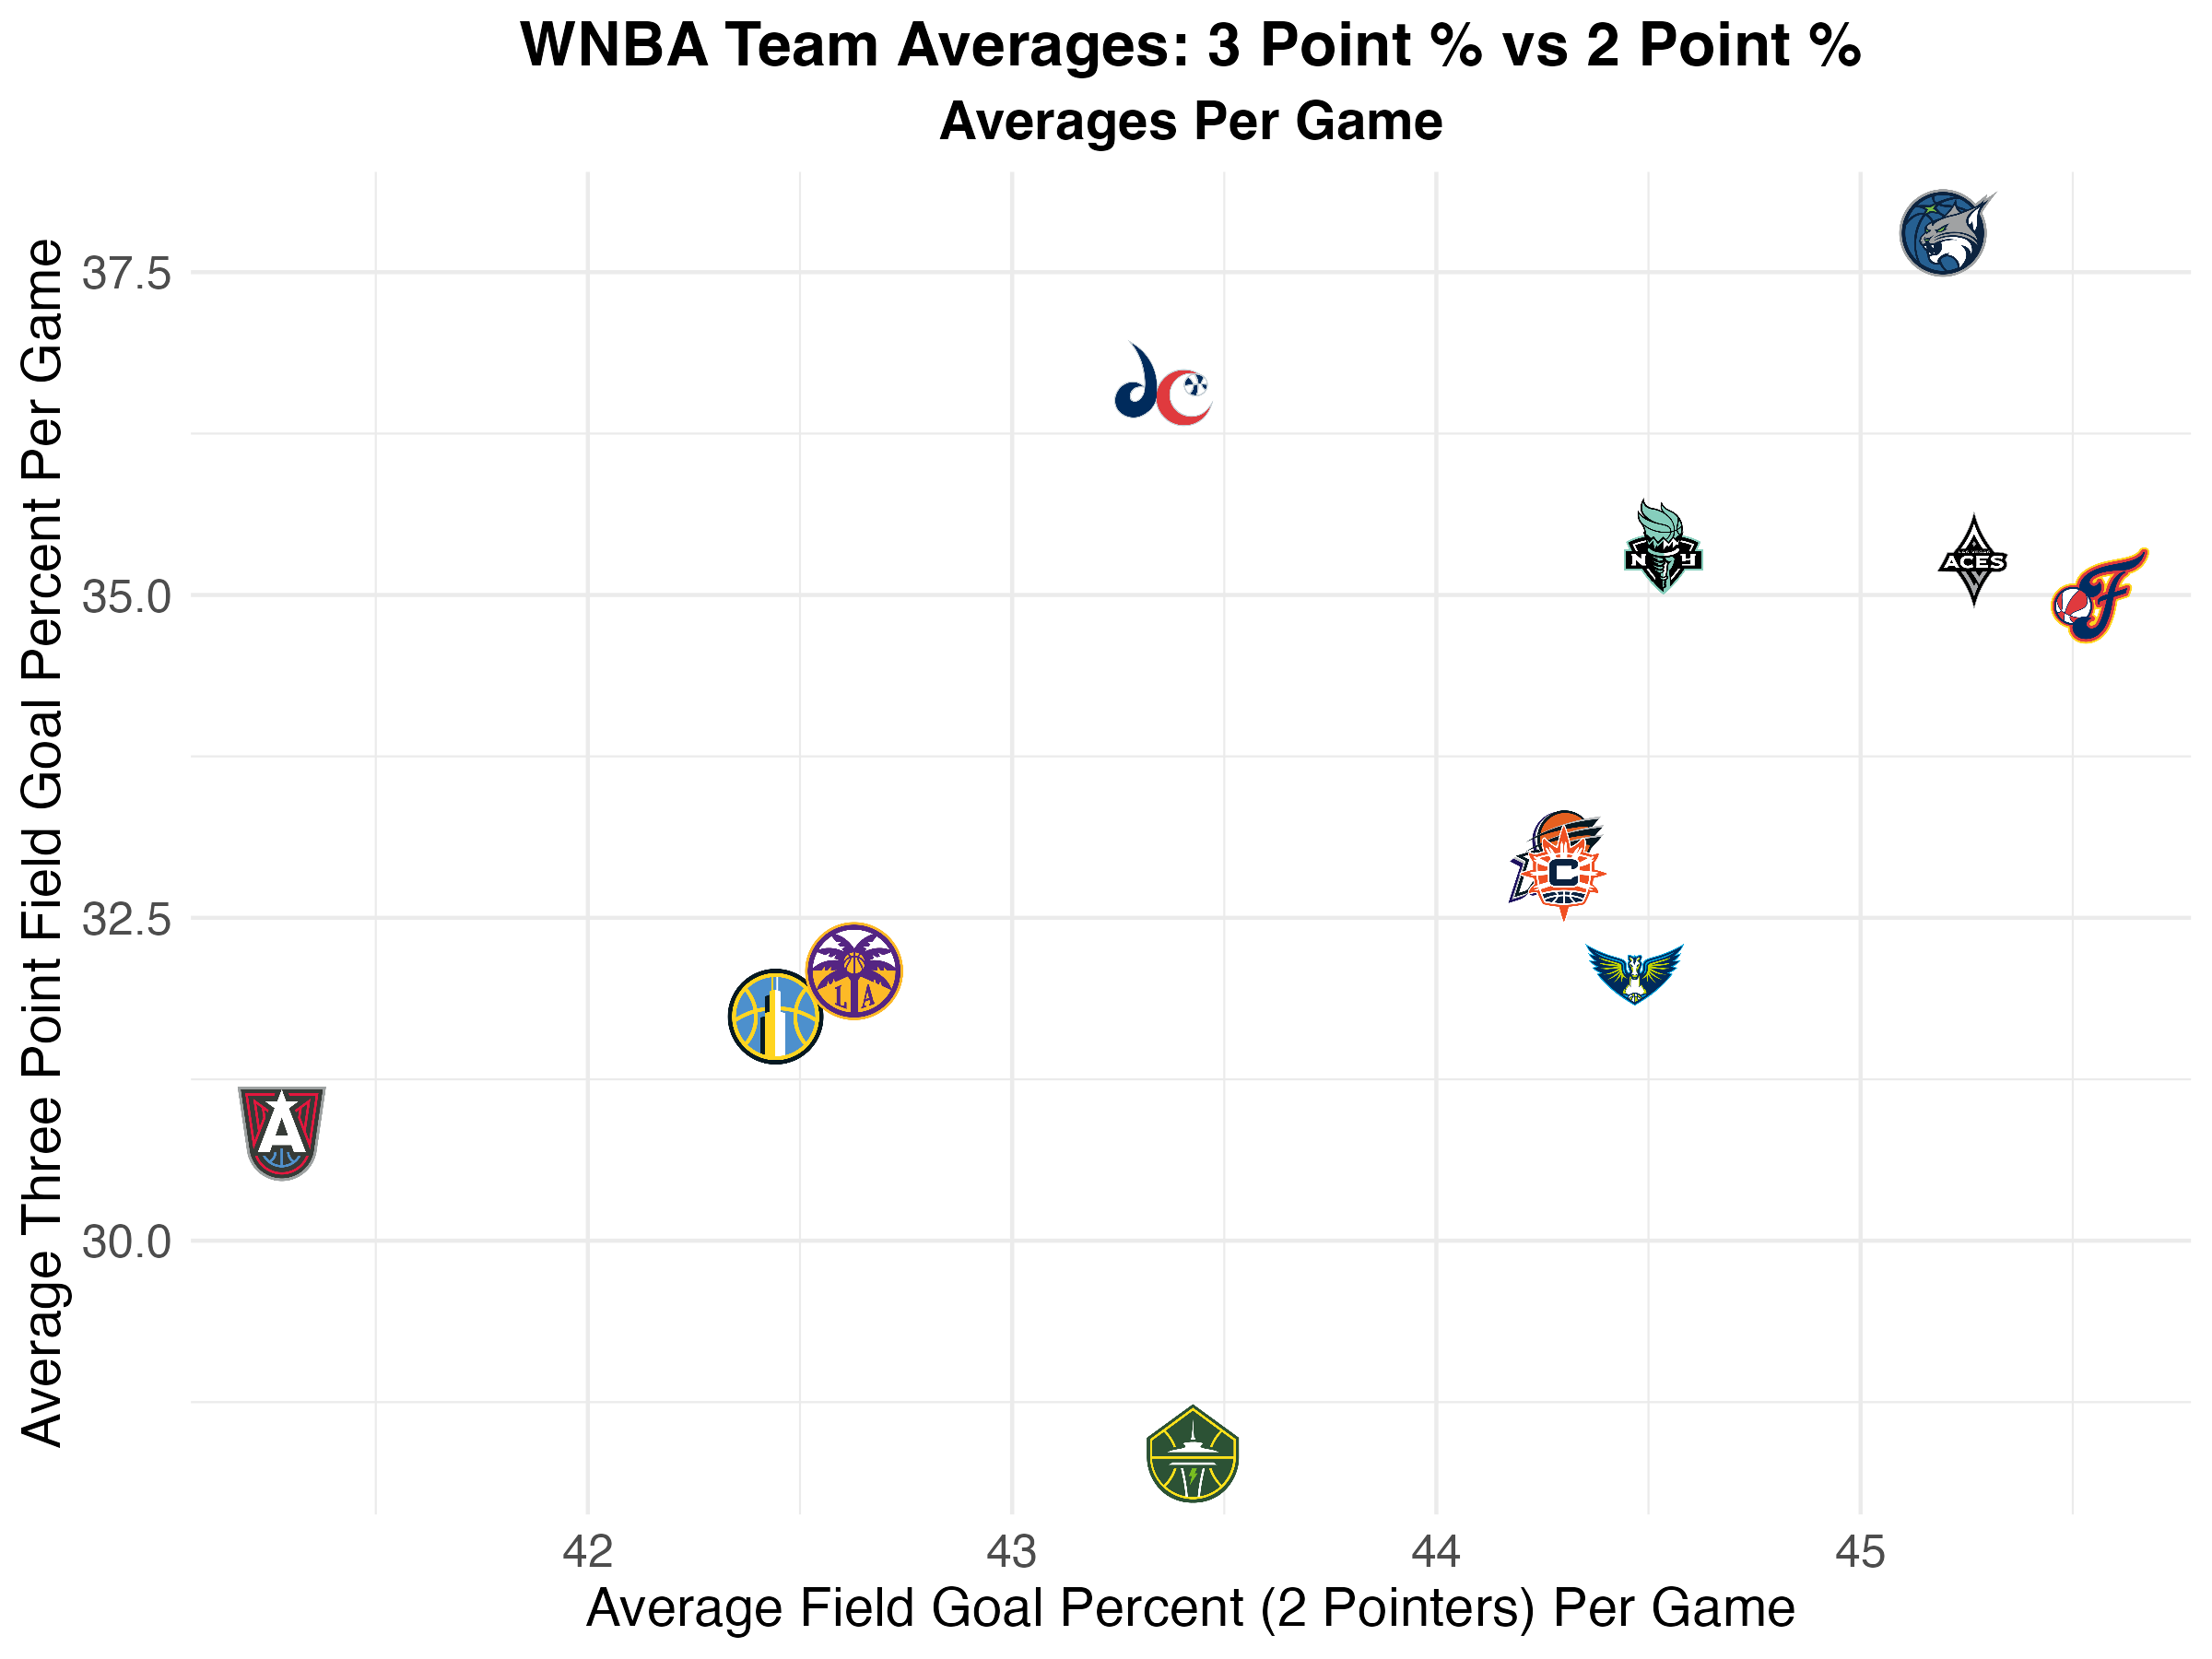 WNBA Team Averages: 3 Point % vs 2 Point %
Averages Per Game
Average Three Point Field Goal Percent Per Game
37.5
35.0
32.5
30.0
N Y
ACES
F
C
L A
A
42
43
44
45
Average Field Goal Percent (2 Pointers) Per Game